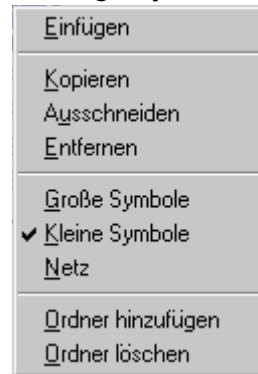 Einfügen
Kopieren
Ausschneiden
Entfernen
Große Symbole
Kleine Symbole
Netz
Ordner hinzufügen
Ordner löschen